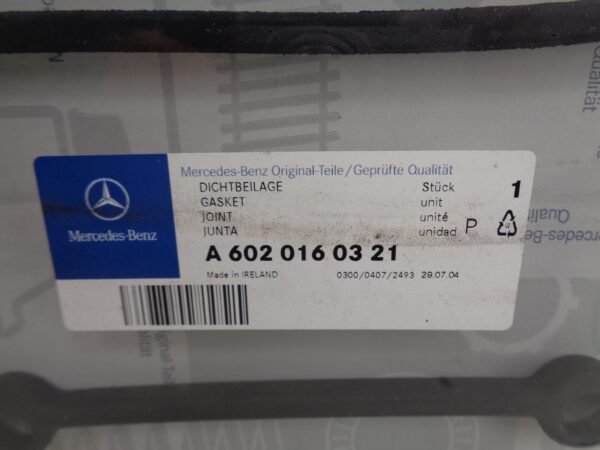 Mercedes-Benz Original-Teile/Geprüfte Qualität
DICHTBEILAGE Stück 1
GASKET unit
JOINT unité
JUNTA unidad P
Mercedes-Benz
A 602 016 03 21
Made in IRELAND 0300/0407/2493 29.07.04